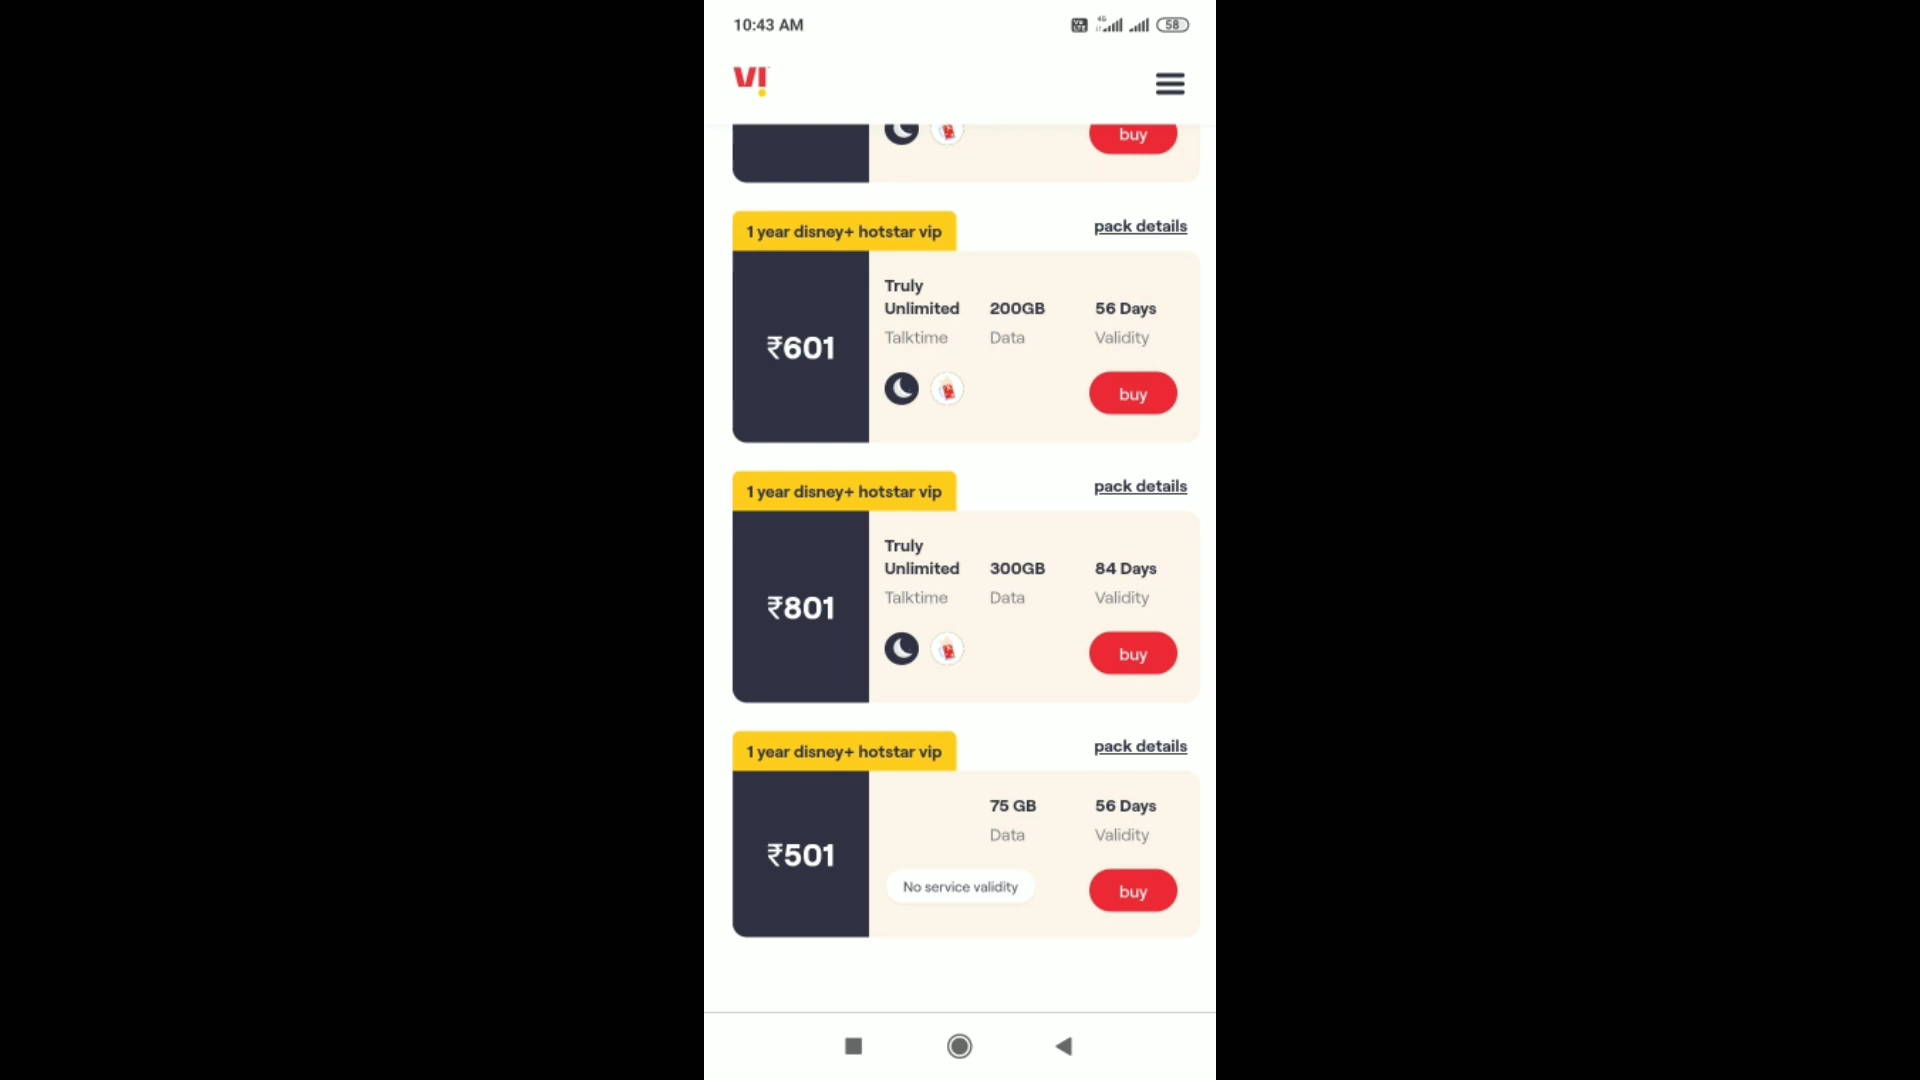 10:43 AM
4G
58
VI
buy
1 year disney+ hotstar vip
pack details
₹601
Truly
Unlimited
Talktime
200GB
Data
56 Days
Validity
buy
1 year disney+ hotstar vip
pack details
₹801
Truly
Unlimited
Talktime
300GB
Data
84 Days
Validity
buy
1 year disney+ hotstar vip
pack details
₹501
75 GB
Data
56 Days
Validity
No service validity
buy